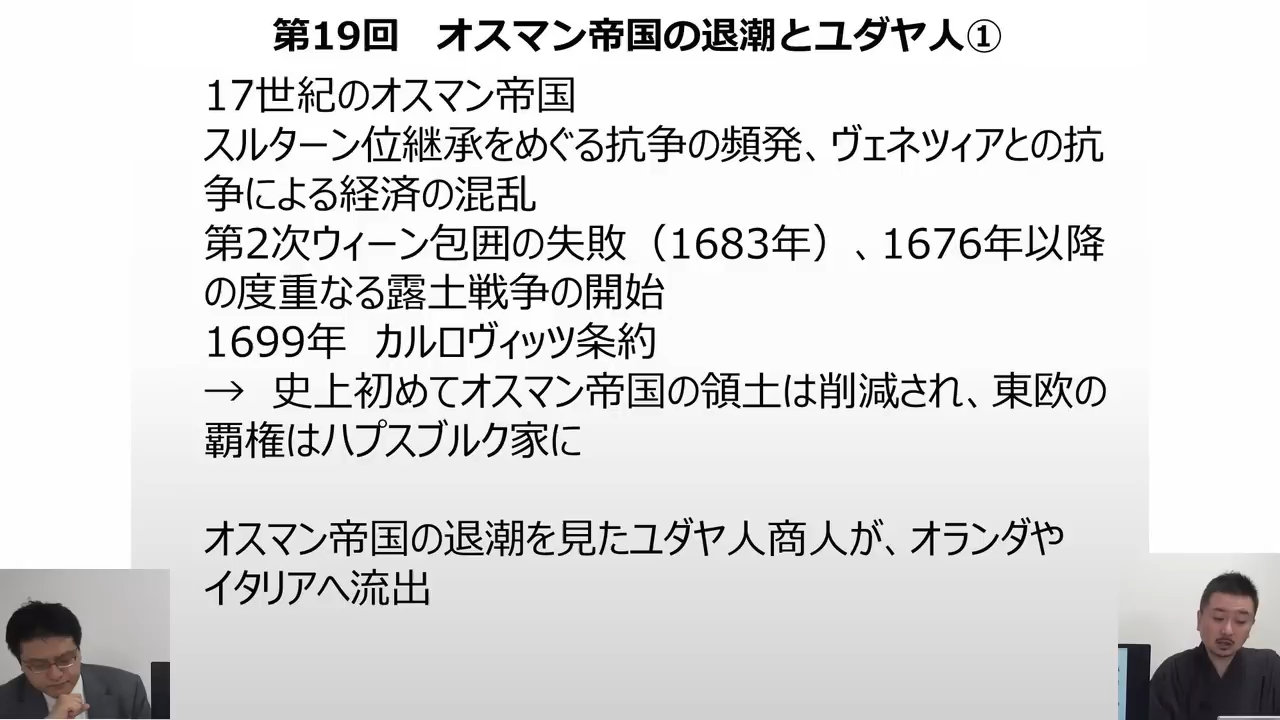 第19回　オスマン帝国の退潮とユダヤ人①
17世紀のオスマン帝国
スルターン位継承をめぐる抗争の頻発、ヴェネツィアとの抗
争による経済の混乱
第2次ウィーン包囲の失敗（1683年）、1676年以降
の度重なる露土戦争の開始
1699年　カルロヴィッツ条約
→　史上初めてオスマン帝国の領土は削減され、東欧の
覇権はハプスブルク家に
オスマン帝国の退潮を見たユダヤ人商人が、オランダや
イタリアへ流出